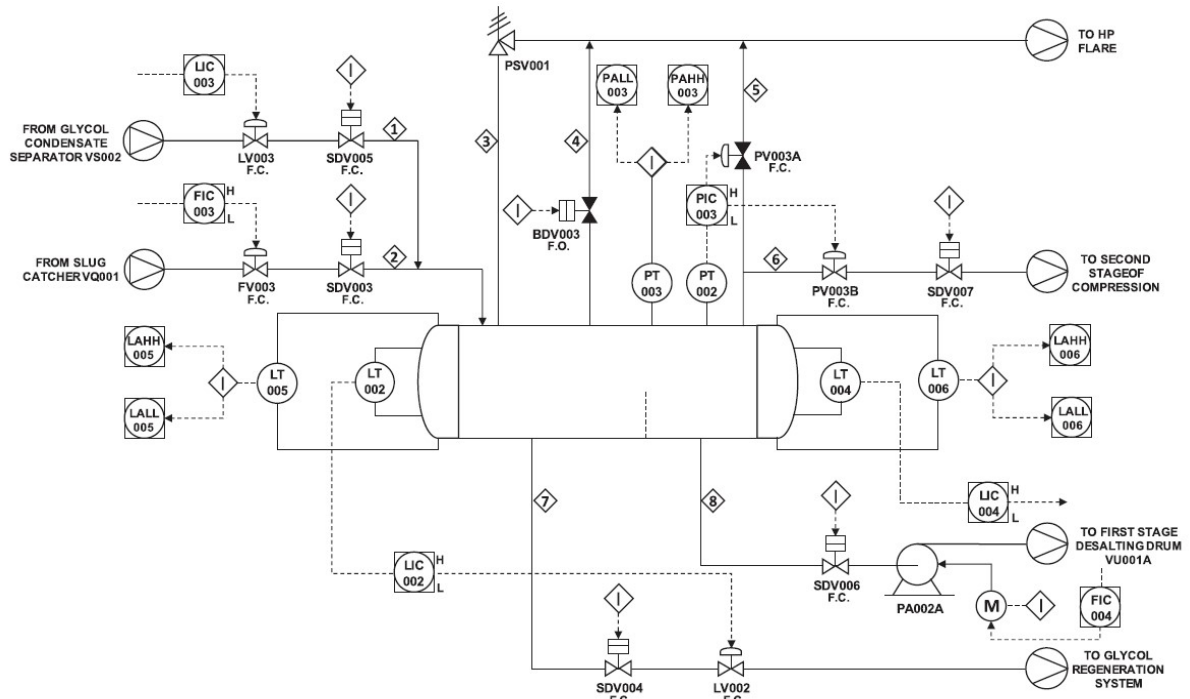 TO HP
FLARE
PSV001
LIC
003
I
PALL
003
PAHH
003
5
FROM GLYCOL
CONDENSATE
SEPARATOR VS002
1
3
4
I
PV003A
F.C.
LV003
F.C.
SDV005
F.C.
FIC
003
H
L
I
I
BDV003
F.O.
PIC
003
H
L
I
FROM SLUG
CATCHERVQ001
2
PT
003
PT
002
6
TO SECOND
STAGEOF
COMPRESSION
FV003
F.C.
SDV003
F.C.
PV003B
F.C.
SDV007
F.C.
LAHH
005
I
LT
005
LT
002
LT
004
LT
006
I
LAHH
006
LALL
005
LALL
006
7
8
I
LIC
004
H
L
TO FIRST STAGE
DESALTING DRUM
VU001A
LIC
002
H
L
SDV006
F.C.
PA002A
M
I
FIC
004
I
TO GLYCOL
REGENERATION
SYSTEM
SDV004
F.C.
LV002
F.C.